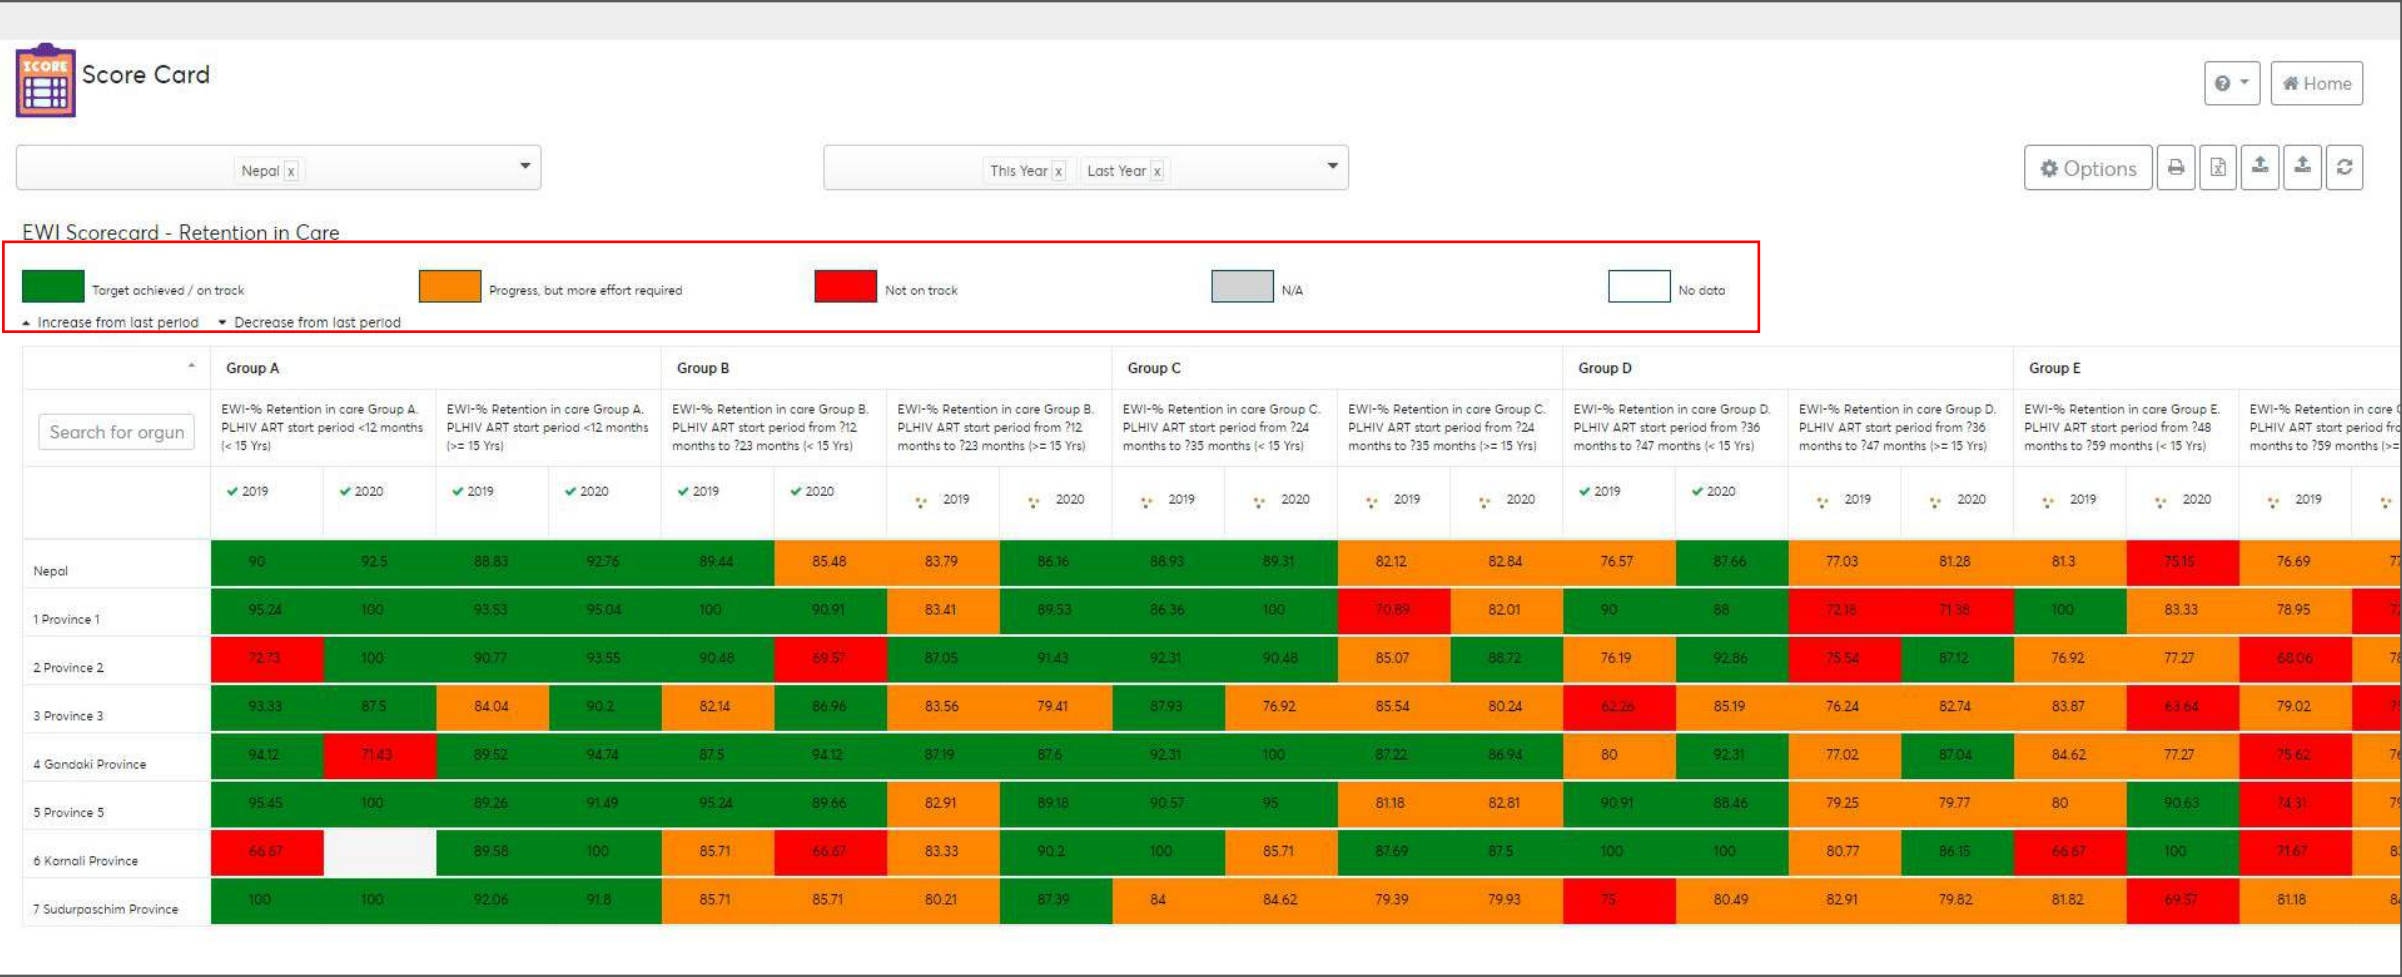 SCORE
Score Card
Home
Nepal x
This Year x Last Year x
Options
EWI Scorecard - Retention in Care
Target achieved / on track
Progress, but more effort required
Not on track
N/A
No data
Increase from last period Decrease from last period
Group A Group B Group C Group D Group E
Search for orgun
EWI-% Retention in care Group A. PLHIV ART start period <12 months (< 15 Yrs)
EWI-% Retention in care Group A. PLHIV ART start period <12 months (>= 15 Yrs)
EWI-% Retention in care Group B. PLHIV ART start period from ?12 months to ?23 months (< 15 Yrs)
EWI-% Retention in care Group B. PLHIV ART start period from ?12 months to ?23 months (>= 15 Yrs)
EWI-% Retention in care Group C. PLHIV ART start period from ?24 months to ?35 months (< 15 Yrs)
EWI-% Retention in care Group C. PLHIV ART start period from ?24 months to ?35 months (>= 15 Yrs)
EWI-% Retention in care Group D. PLHIV ART start period from ?36 months to ?47 months (< 15 Yrs)
EWI-% Retention in care Group D. PLHIV ART start period from ?36 months to ?47 months (>= 15 Yrs)
EWI-% Retention in care Group E. PLHIV ART start period from ?48 months to ?59 months (< 15 Yrs)
EWI-% Retention in care PLHIV ART start period months to ?59 months (>=
2019 2020 2019 2020 2019 2020 2019 2020 2019 2020 2019 2020 2019 2020 2019 2020 2019 2020 2019
Nepal 90 92.5 88.83 92.76 89.44 85.48 83.79 86.16 88.93 89.31 82.12 82.84 76.57 87.66 77.03 81.28 81.3 75.15 76.69
1 Province 1 95.24 100 93.53 95.04 100 90.91 83.41 89.53 86.36 100 70.89 82.01 90 88 72.18 71.38 100 83.33 78.95
2 Province 2 72.73 100 90.77 93.55 90.48 69.57 87.05 91.43 92.31 90.48 85.07 88.72 76.19 92.86 75.54 87.12 76.92 77.27 68.06
3 Province 3 93.33 87.5 84.04 90.2 82.14 86.96 83.56 79.41 87.93 76.92 85.54 80.24 62.26 85.19 76.24 82.74 83.87 63.64 79.02
4 Gandaki Province 94.12 71.43 89.52 94.74 87.5 94.12 87.19 87.6 92.31 100 87.22 86.94 80 92.31 77.02 87.04 84.62 77.27 75.62
5 Province 5 95.45 100 89.26 91.49 95.24 89.66 82.91 89.18 90.57 95 81.18 82.81 90.91 88.46 79.25 79.77 80 90.63 74.31
6 Karnali Province 66.67 89.58 100 85.71 66.67 83.33 90.2 100 85.71 87.69 87.5 100 100 80.77 86.15 66.67 100 71.67
7 Sudurpaschim Province 100 100 92.06 91.8 85.71 85.71 80.21 87.39 84 84.62 79.39 79.93 75 80.49 82.91 79.82 81.82 69.57 81.18